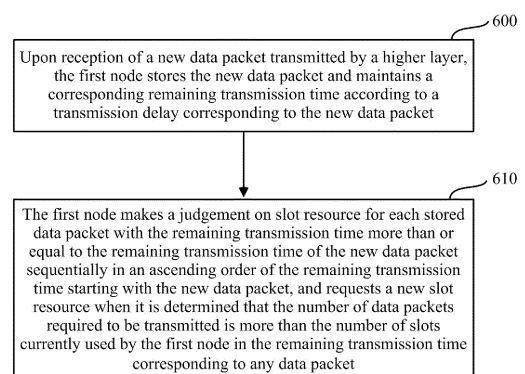 600
Upon reception of a new data packet transmitted by a higher layer,
the first node stores the new data packet and maintains a
corresponding remaining transmission time according to a
transmission delay corresponding to the new data packet
610
The first node makes a judgement on slot resource for each stored
data packet with the remaining transmission time more than or
equal to the remaining transmission time of the new data packet
sequentially in an ascending order of the remaining transmission
time starting with the new data packet, and requests a new slot
resource when it is determined that the number of data packets
required to be transmitted is more than the number of slots
currently used by the first node in the remaining transmission time
corresponding to any data packet